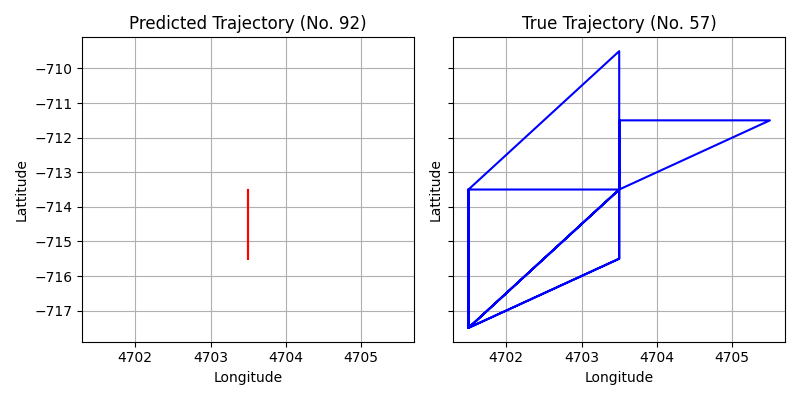 Predicted Trajectory (No. 92)
−710
−711
−712
−713
−714
−715
−716
−717
Lattitude
4702 4703 4704 4705
Longitude
True Trajectory (No. 57)
Lattitude
4702 4703 4704 4705
Longitude